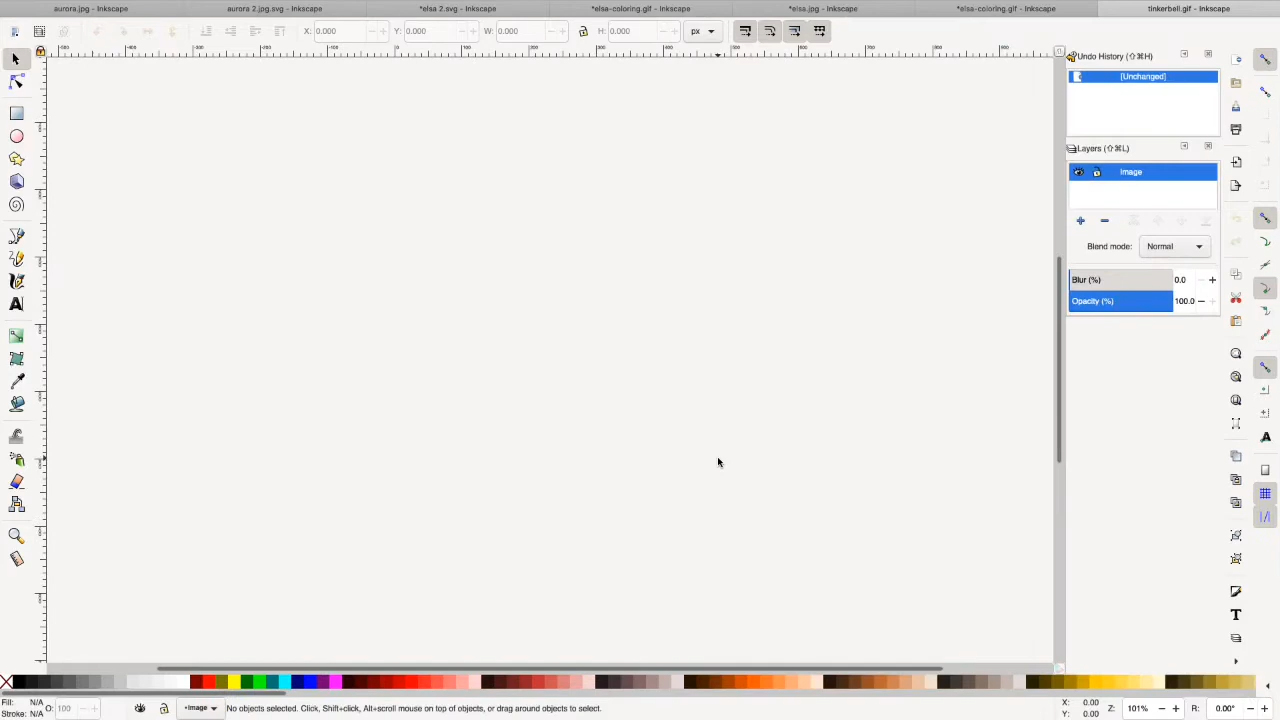 aurora.jpg - Inkscape
aurora 2.jpg.svg - Inkscape
*elsa 2.svg - Inkscape
*elsa-coloring.gif - Inkscape
*elsa.jpg - Inkscape
*elsa-coloring.gif - Inkscape
tinkerbell.gif - Inkscape
X: 0.000 − + Y: 0.000 − + W: 0.000 − + H: 0.000 − + px
Undo History (⇧⌘H)
[Unchanged]
Layers (⇧⌘L)
Image
Blend mode: Normal
Blur (%) 0.0 − +
Opacity (%) 100.0 − +
Fill: N/A
Stroke: N/A
O: 100 − +
•Image
No objects selected. Click, Shift+click, Alt+scroll mouse on top of objects, or drag around objects to select.
X: 0.00
Y: 0.00
Z: 101% − +
R: 0.00° − +